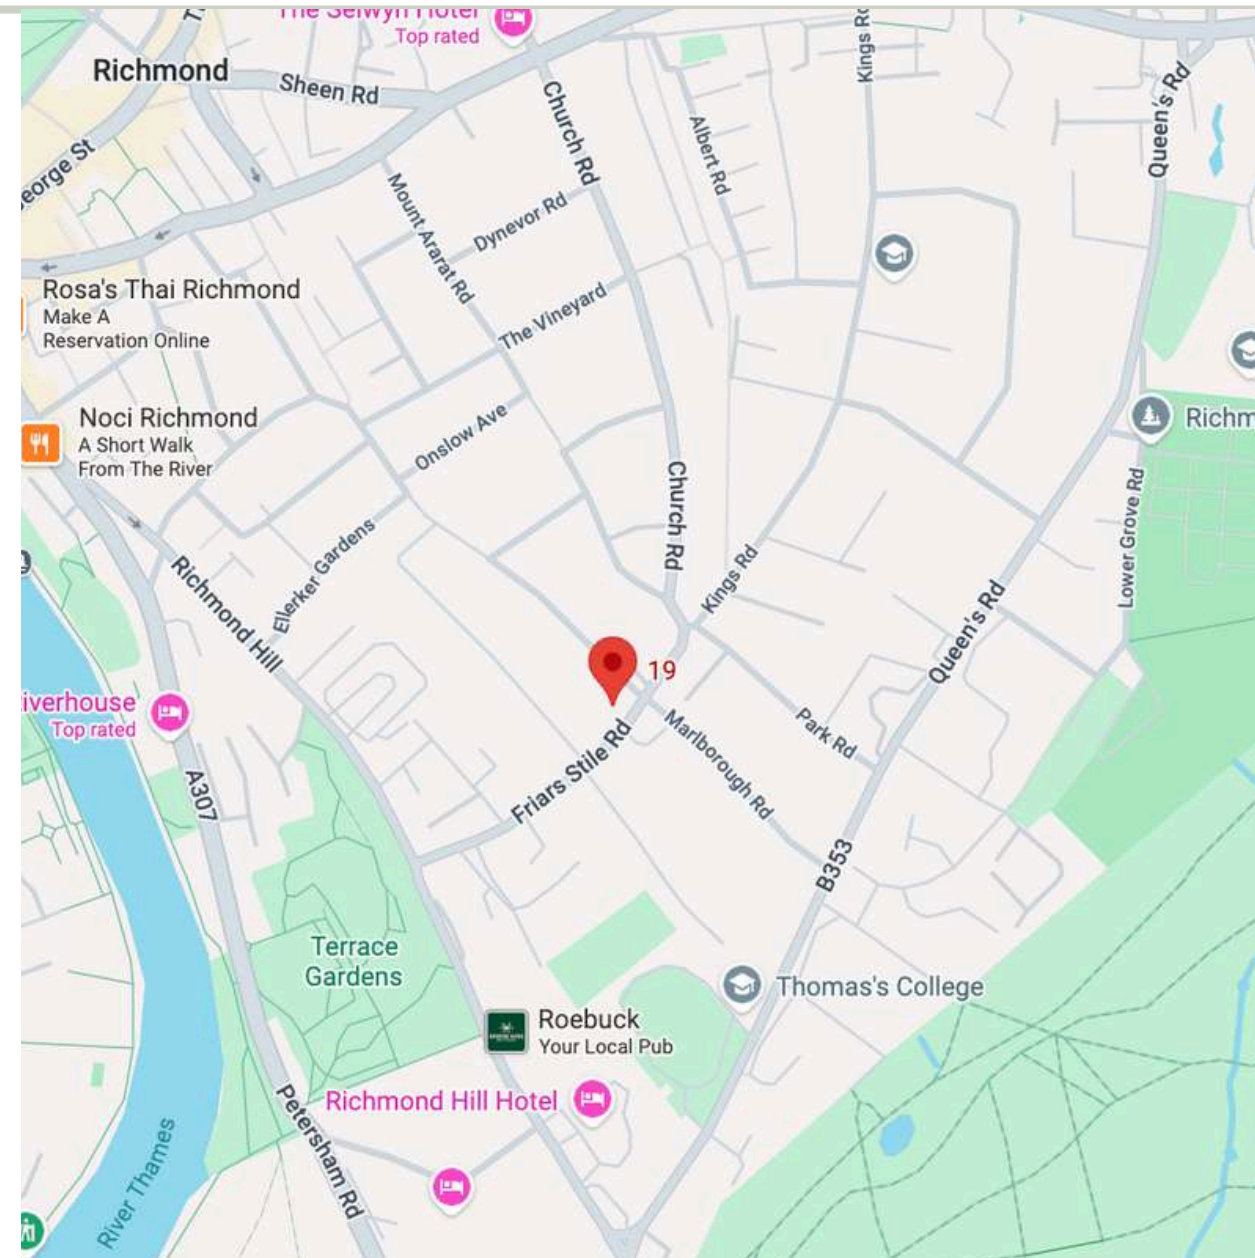 The Selwyn Hotel
Top rated
Richmond
Sheen Rd
Kings Rd
Queen's Rd
Church Rd
Albert Rd
George St
Mount Ararat Rd
Dynevor Rd
Rosa's Thai Richmond
Make A
Reservation Online
The Vineyard
Noci Richmond
A Short Walk
From The River
Onslow Ave
Richm
Church Rd
Lower Grove Rd
Ellerker Gardens
Richmond Hill
Kings Rd
Queen's Rd
19
iverhouse
Top rated
A307
Friars Stile Rd
Marlborough Rd
Park Rd
B353
Terrace
Gardens
Thomas's College
Roebuck
Your Local Pub
Richmond Hill Hotel
Petersham Rd
River Thames